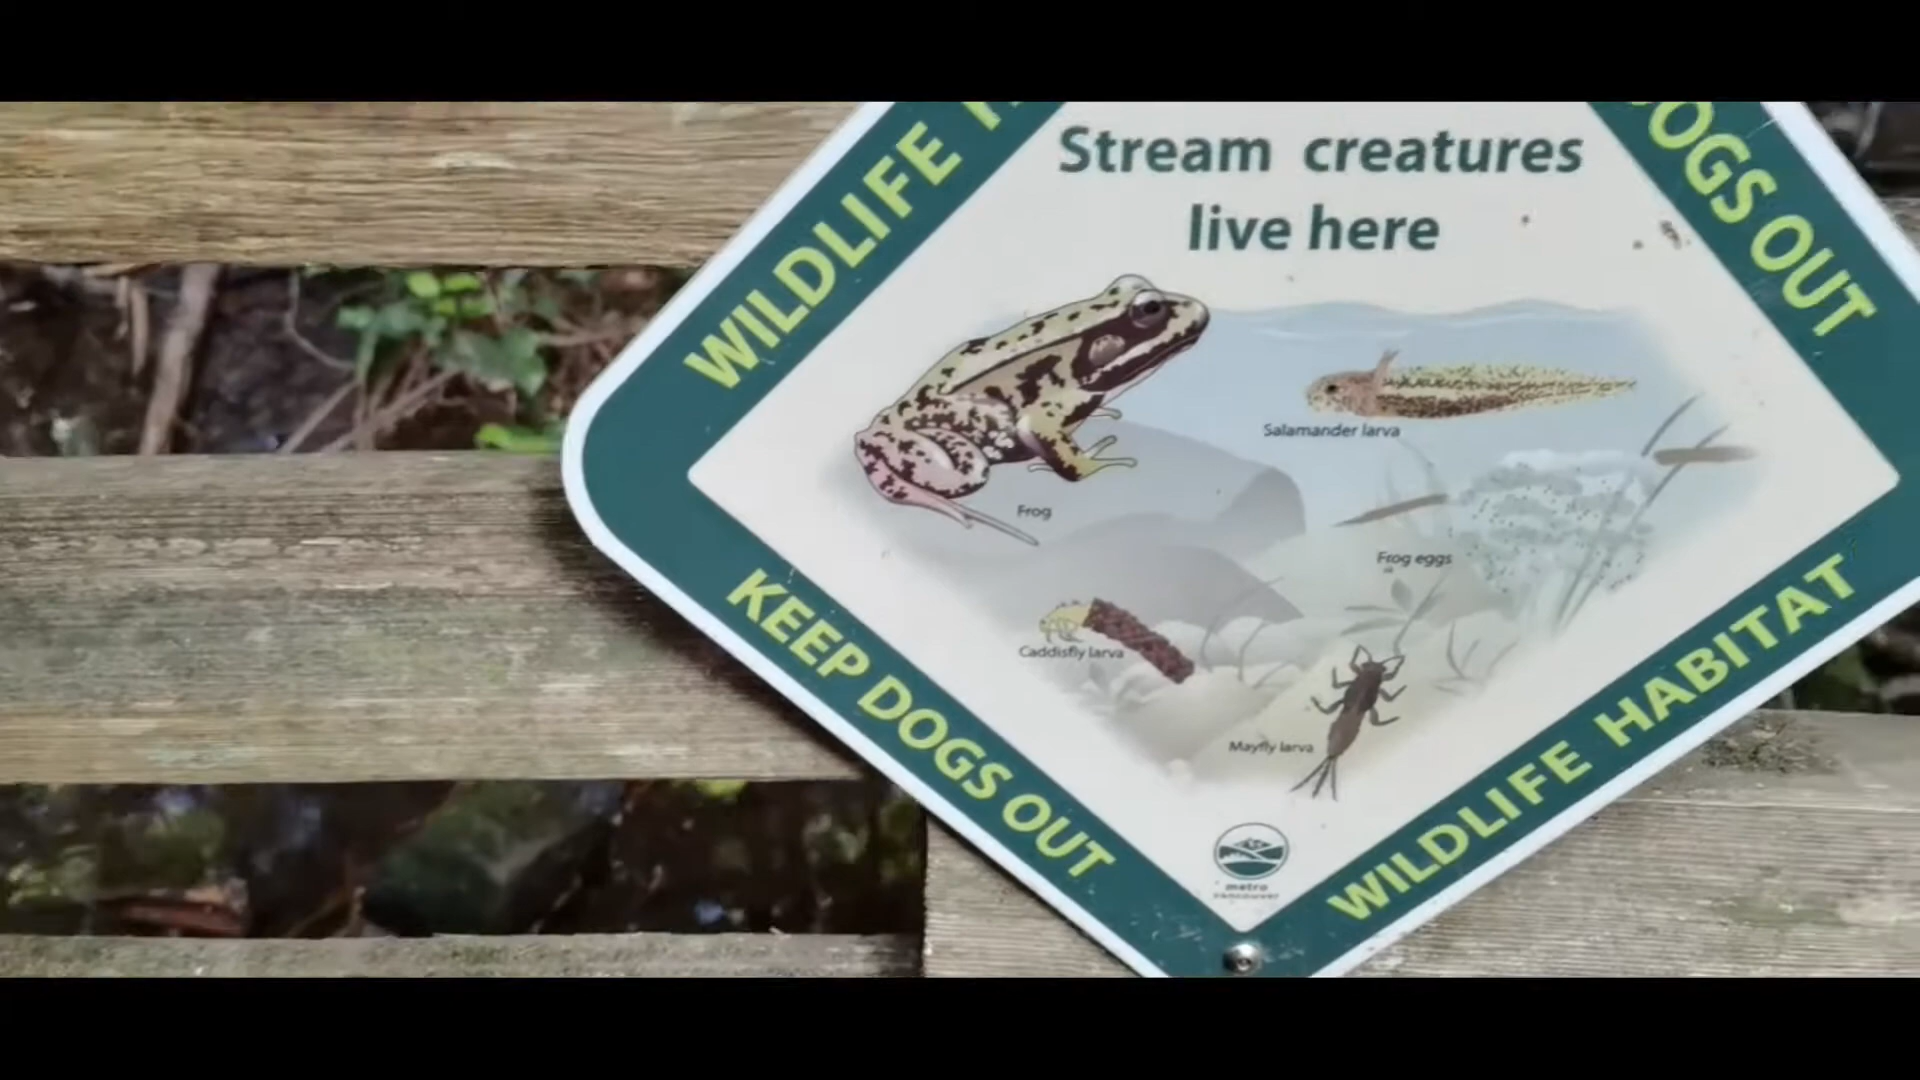 WILDLIFE
DOGS OUT
Stream creatures
live here
Salamander larva
Frog
Frog eggs
Caddisfly larva
Mayfly larva
KEEP DOGS OUT
WILDLIFE HABITAT
metro
vancouver